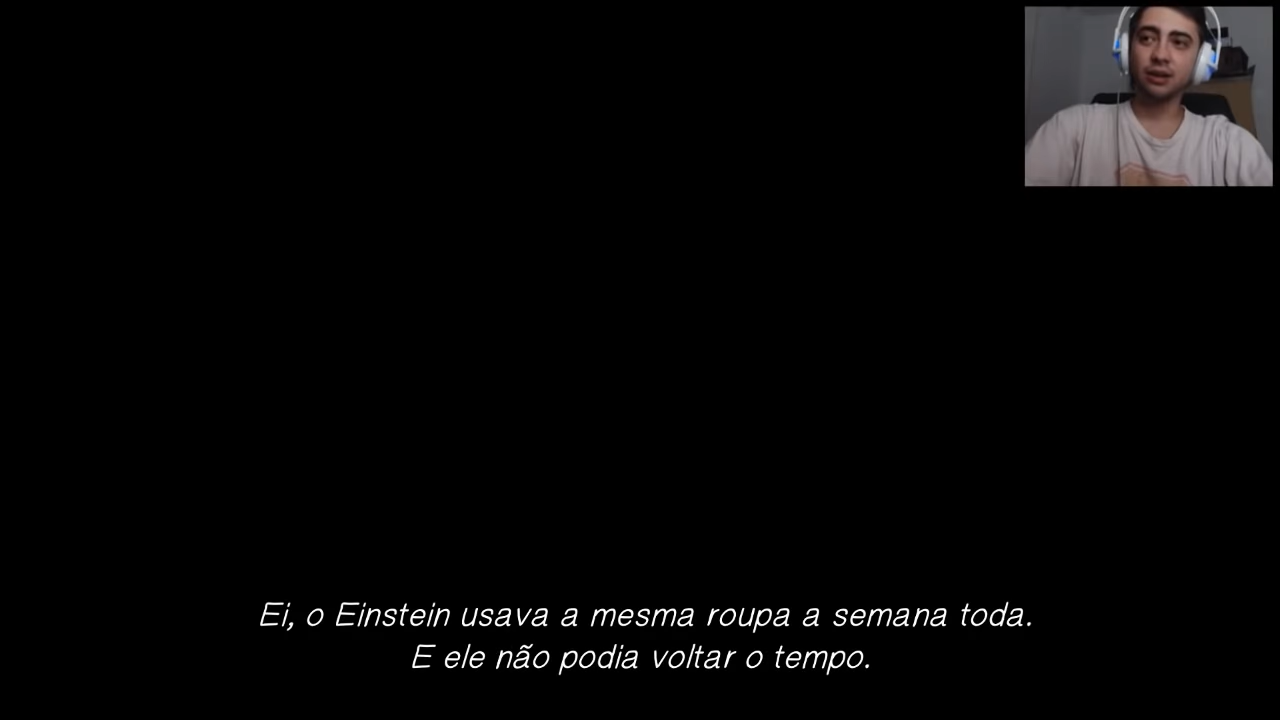 Ei, o Einstein usava a mesma roupa a semana toda.
E ele não podia voltar o tempo.